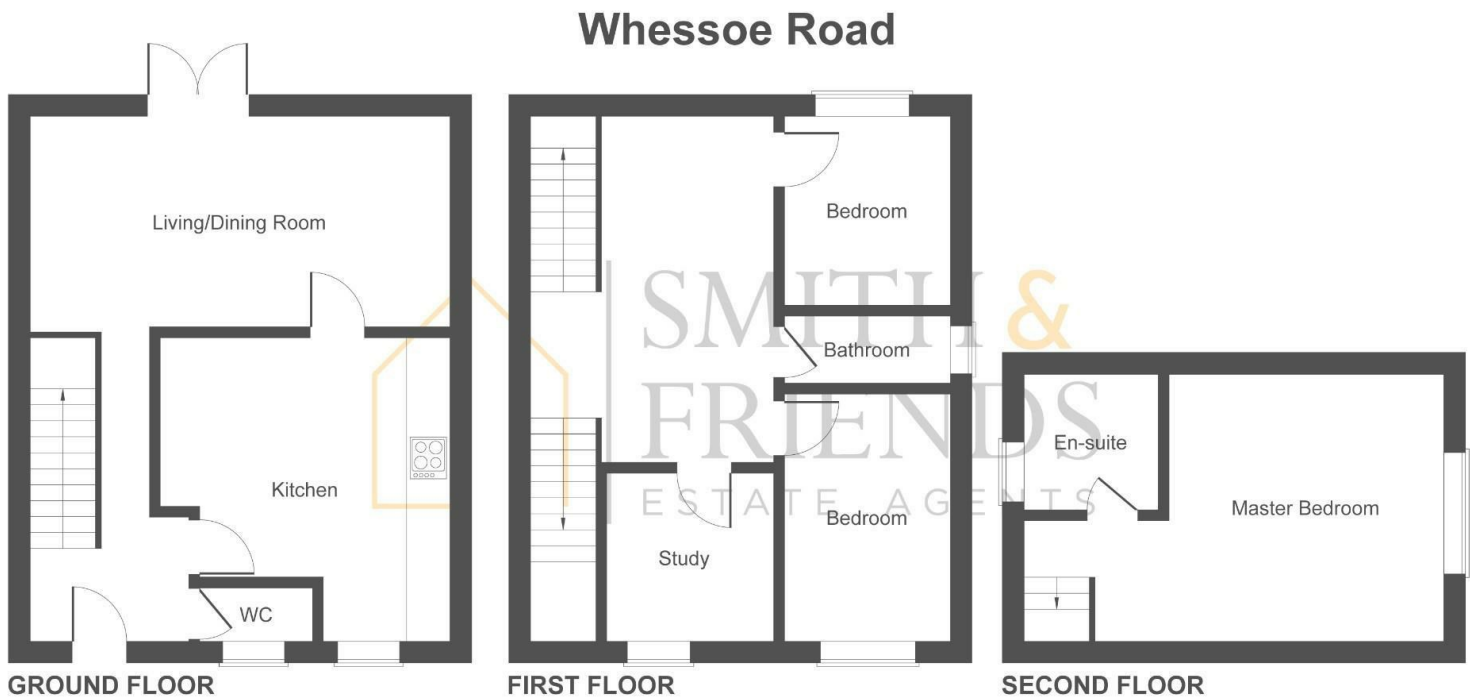 Whessoe Road
Living/Dining Room
Kitchen
WC
GROUND FLOOR
Bedroom
Bathroom
Bedroom
Study
FIRST FLOOR
En-suite
Master Bedroom
SECOND FLOOR
SMITH &
FRIENDS
ESTATE AGENTS